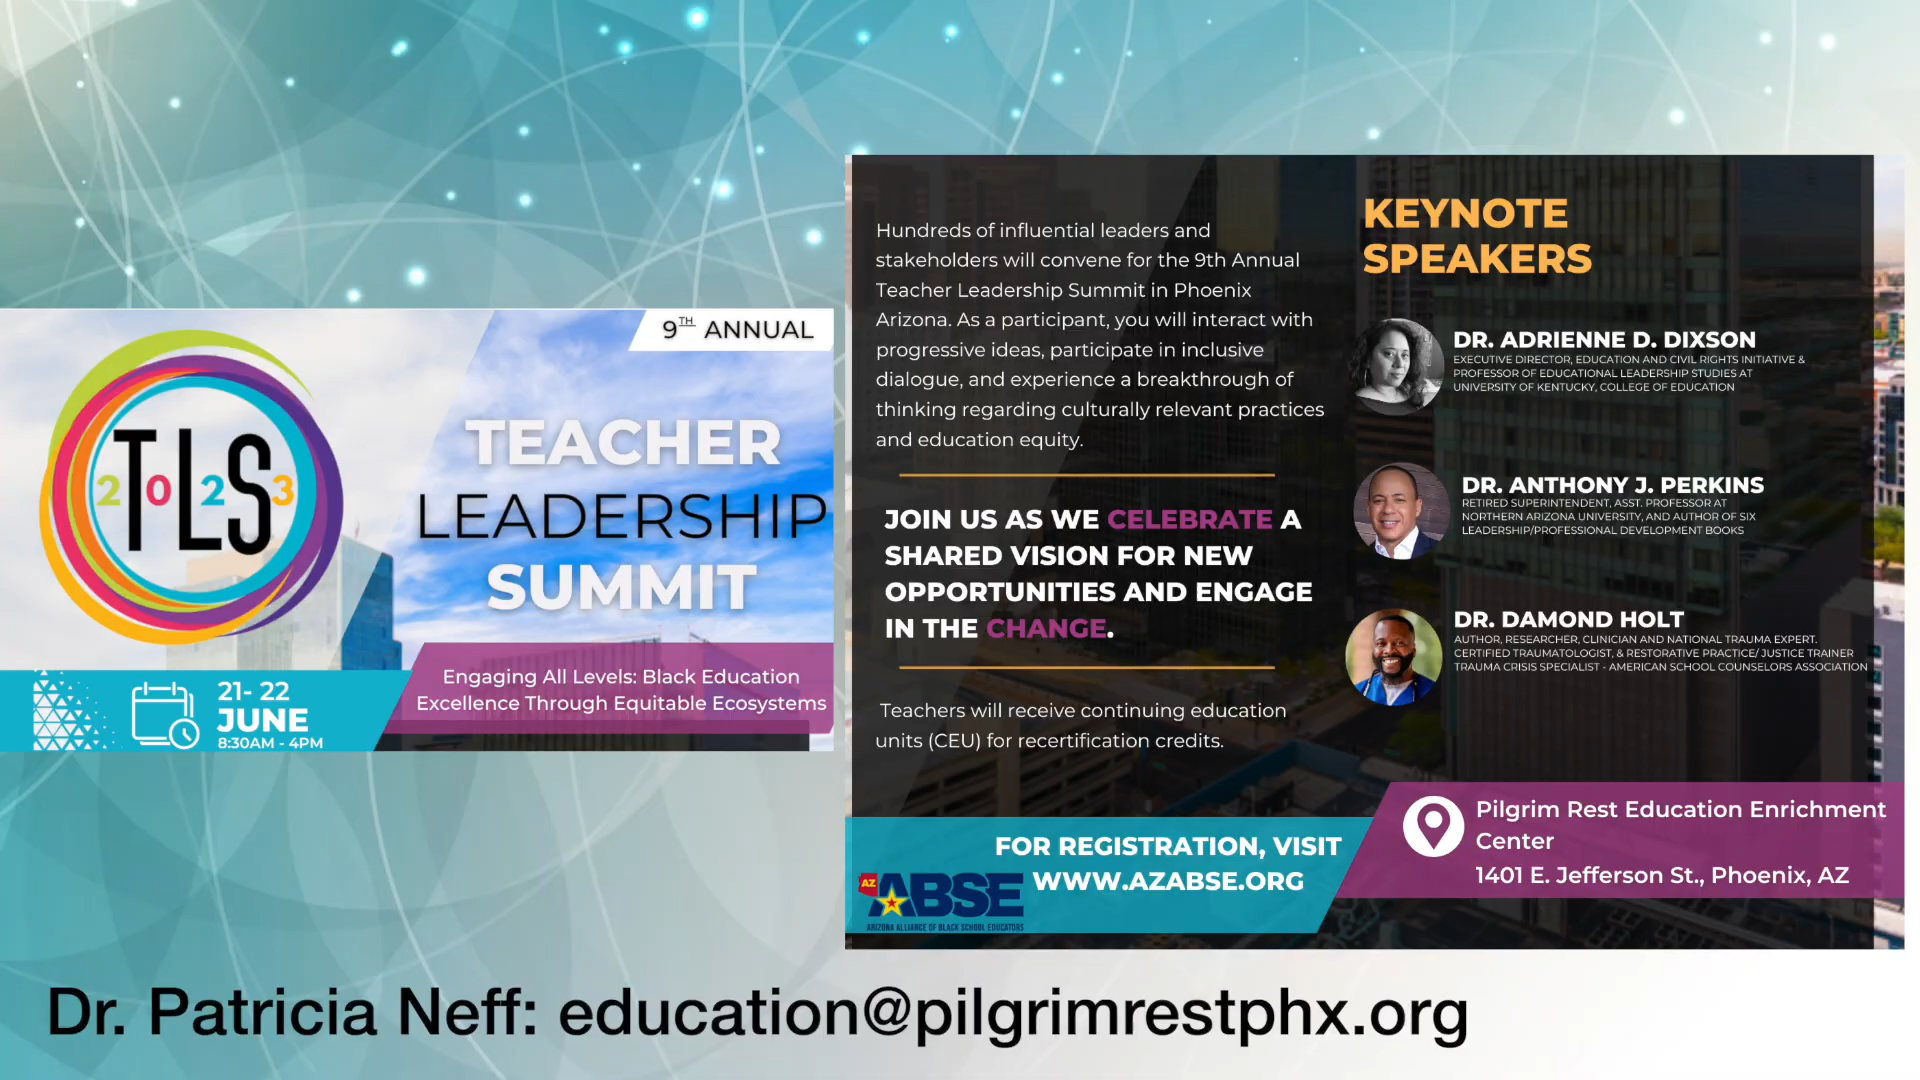 9TH ANNUAL
TLS
2023
TEACHER
LEADERSHIP
SUMMIT
Engaging All Levels: Black Education
Excellence Through Equitable Ecosystems
21- 22
JUNE
8:30AM - 4PM
Hundreds of influential leaders and
stakeholders will convene for the 9th Annual
Teacher Leadership Summit in Phoenix
Arizona. As a participant, you will interact with
progressive ideas, participate in inclusive
dialogue, and experience a breakthrough of
thinking regarding culturally relevant practices
and education equity.
JOIN US AS WE CELEBRATE A
SHARED VISION FOR NEW
OPPORTUNITIES AND ENGAGE
IN THE CHANGE.
Teachers will receive continuing education
units (CEU) for recertification credits.
KEYNOTE
SPEAKERS
DR. ADRIENNE D. DIXSON
EXECUTIVE DIRECTOR, EDUCATION AND CIVIL RIGHTS INITIATIVE &
PROFESSOR OF EDUCATIONAL LEADERSHIP STUDIES AT
UNIVERSITY OF KENTUCKY, COLLEGE OF EDUCATION
DR. ANTHONY J. PERKINS
RETIRED SUPERINTENDENT, ASST. PROFESSOR AT
NORTHERN ARIZONA UNIVERSITY, AND AUTHOR OF SIX
LEADERSHIP/PROFESSIONAL DEVELOPMENT BOOKS
DR. DAMOND HOLT
AUTHOR, RESEARCHER, CLINICIAN AND NATIONAL TRAUMA EXPERT.
CERTIFIED TRAUMATOLOGIST, & RESTORATIVE PRACTICE/ JUSTICE TRAINER
TRAUMA CRISIS SPECIALIST - AMERICAN SCHOOL COUNSELORS ASSOCIATION
FOR REGISTRATION, VISIT
WWW.AZABSE.ORG
AZ ABSE
ARIZONA ALLIANCE OF BLACK SCHOOL EDUCATORS
Pilgrim Rest Education Enrichment
Center
1401 E. Jefferson St., Phoenix, AZ
Dr. Patricia Neff: education@pilgrimrestphx.org